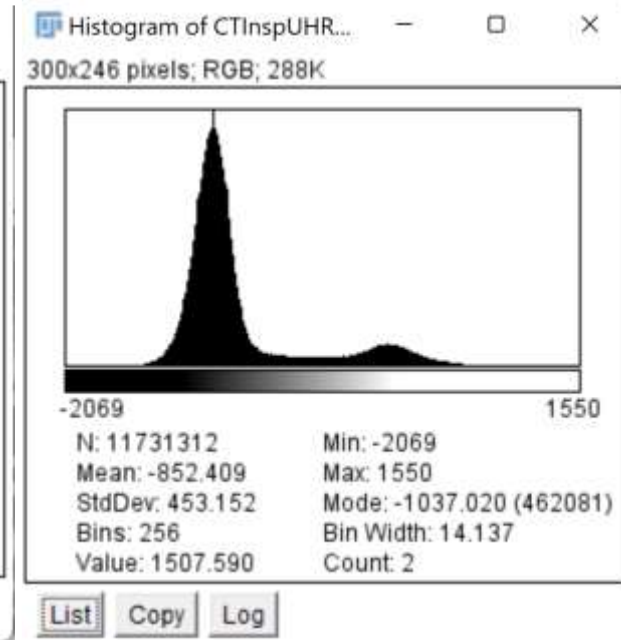 Histogram of CTInspUHR...
300x246 pixels; RGB; 288K
-2069 1550
N: 11731312 Min: -2069
Mean: -852.409 Max: 1550
StdDev: 453.152 Mode: -1037.020 (462081)
Bins: 256 Bin Width: 14.137
Value: 1507.590 Count: 2
List Copy Log